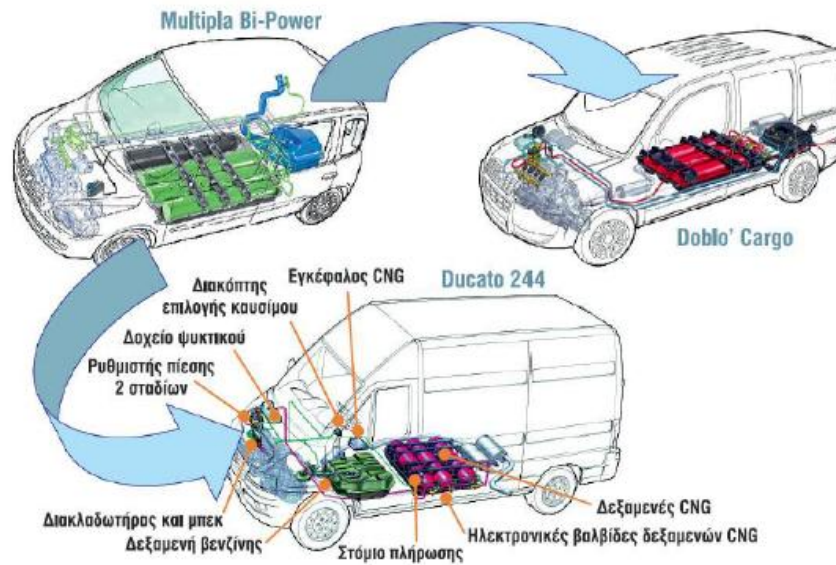 Multipla Bi-Power
Doblo' Cargo
Ducato 244
Διακόπτης
επιλογής καυσίμου
Εγκέφαλος CNG
Δοχείο ψυκτικού
Ρυθμιστής πίεσης
2 σταδίων
Διακλαδωτήρας και μπεκ
Δεξαμενή βενζίνης
Στόμιο πλήρωσης
Δεξαμενές CNG
Ηλεκτρονικές βαλβίδες δεξαμενών CNG